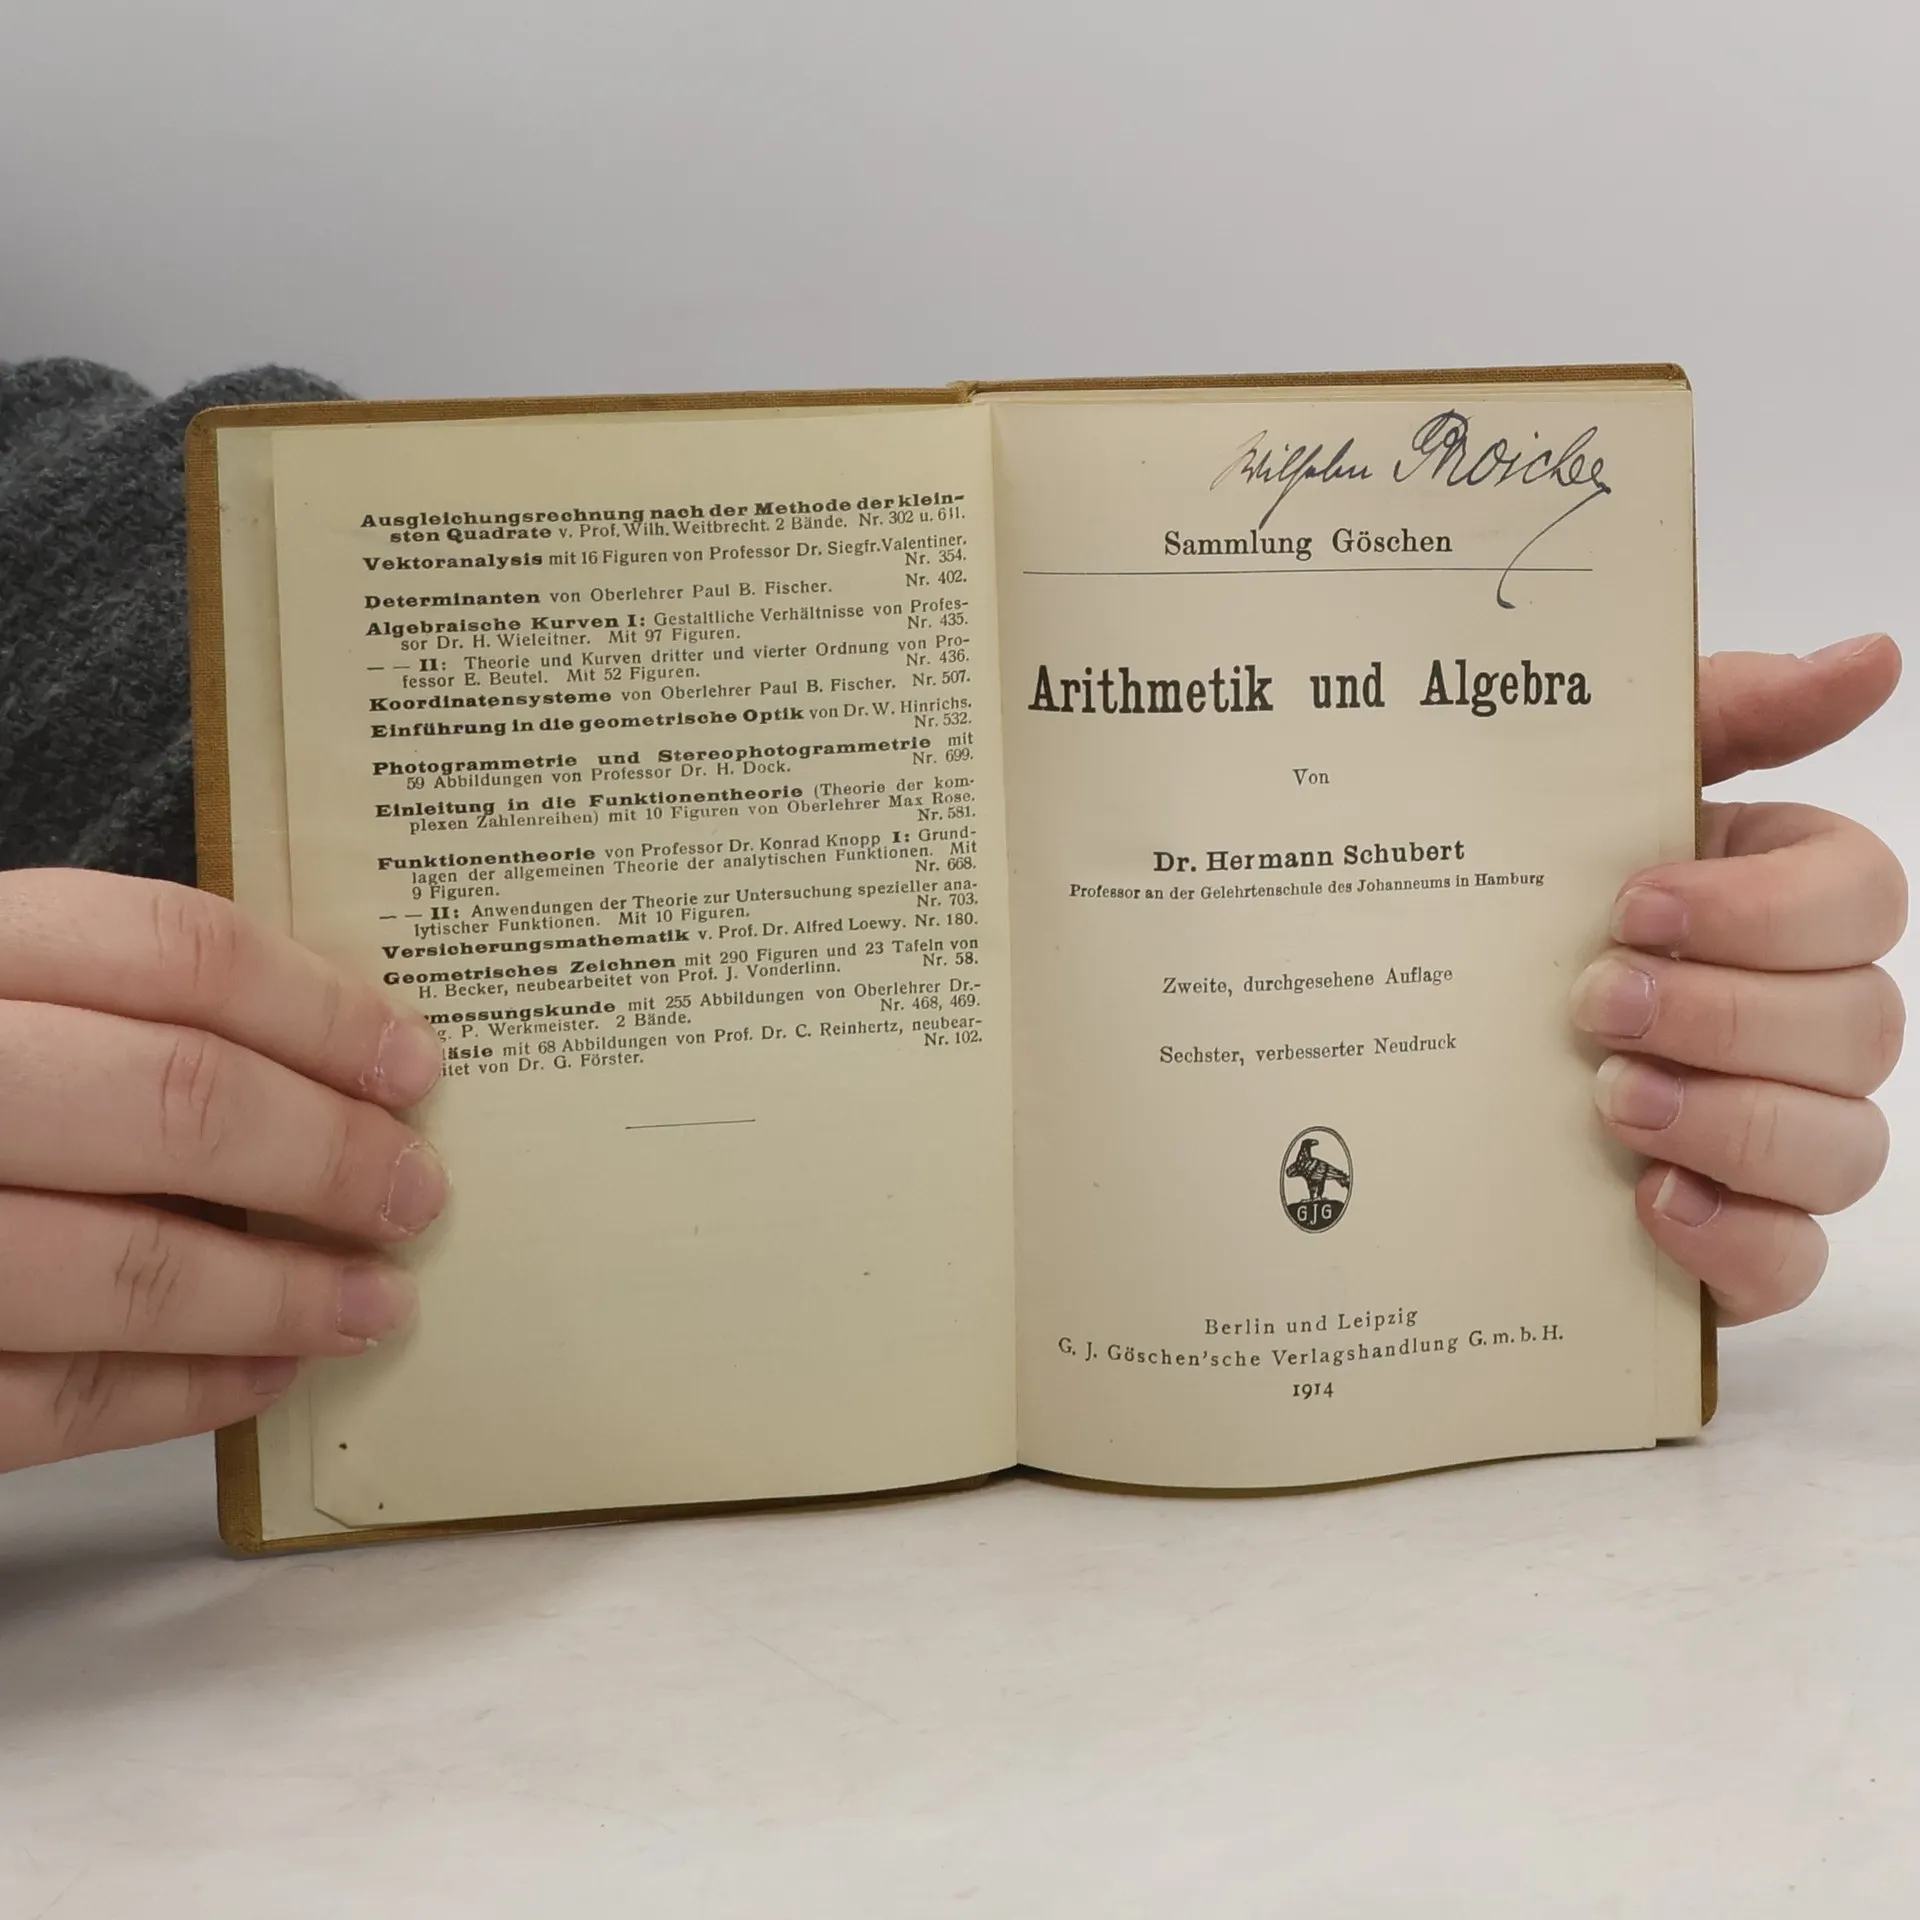 Ausgleichungsrechnung nach der Methode der klein-
sten Quadrate v. Prof. Wilh. Weitbrecht. 2 Bände. Nr. 302 u. 611.
Vektoranalysis mit 16 Figuren von Professor Dr. Siegfr. Valentiner.
Nr. 354.
Determinanten von Oberlehrer Paul B. Fischer. Nr. 402.
Algebraische Kurven I: Gestaltliche Verhältnisse von Profes-
sor Dr. H. Wieleitner. Mit 97 Figuren. Nr. 435.
— — II: Theorie und Kurven dritter und vierter Ordnung von Pro-
fessor E. Beutel. Mit 52 Figuren. Nr. 436.
Koordinatensysteme von Oberlehrer Paul B. Fischer. Nr. 507.
Einführung in die geometrische Optik von Dr. W. Hinrichs.
Nr. 532.
Photogrammetrie und Stereophotogrammetrie mit
59 Abbildungen von Professor Dr. H. Dock. Nr. 699.
Einleitung in die Funktionentheorie (Theorie der kom-
plexen Zahlenreihen) mit 10 Figuren von Oberlehrer Max Rose.
Nr. 581.
Funktionentheorie von Professor Dr. Konrad Knopp I: Grund-
lagen der allgemeinen Theorie der analytischen Funktionen. Mit
9 Figuren. Nr. 668.
— — II: Anwendungen der Theorie zur Untersuchung spezieller ana-
lytischer Funktionen. Mit 10 Figuren. Nr. 703.
Versicherungsmathematik v. Prof. Dr. Alfred Loewy. Nr. 180.
Geometrisches Zeichnen mit 290 Figuren und 23 Tafeln von
H. Becker, neubearbeitet von Prof. J. Vonderlinn. Nr. 58.
messungskunde mit 255 Abbildungen von Oberlehrer Dr.-
g. P. Werkmeister. 2 Bände. Nr. 468, 469.
äsie mit 68 Abbildungen von Prof. Dr. C. Reinhertz, neubear-
itet von Dr. G. Förster. Nr. 102.
Wilhelm
Sammlung Göschen
Arithmetik und Algebra
Von
Dr. Hermann Schubert
Professor an der Gelehrtenschule des Johanneums in Hamburg
Zweite, durchgesehene Auflage
Sechster, verbesserter Neudruck
GJG
Berlin und Leipzig
G. J. Göschen'sche Verlagshandlung G. m. b. H.
1914